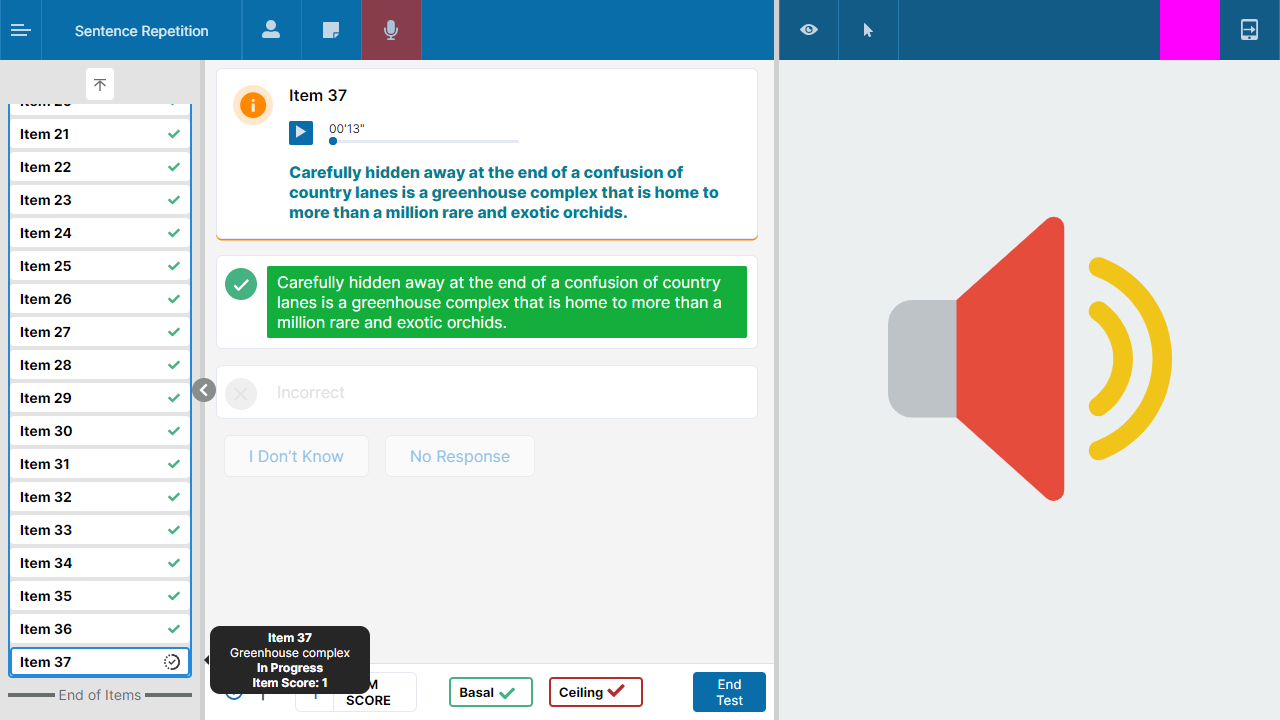 Sentence Repetition
Item 21
Item 22
Item 23
Item 24
Item 25
Item 26
Item 27
Item 28
Item 29
Item 30
Item 31
Item 32
Item 33
Item 34
Item 35
Item 36
Item 37
End of Items
Item 37
00'13"
Carefully hidden away at the end of a confusion of
country lanes is a greenhouse complex that is home to
more than a million rare and exotic orchids.
Carefully hidden away at the end of a confusion of country
lanes is a greenhouse complex that is home to more than a
million rare and exotic orchids.
Incorrect
I Don't Know
No Response
Item 37
Greenhouse complex
In Progress
Item Score: 1
SCORE
Basal
Ceiling
End
Test